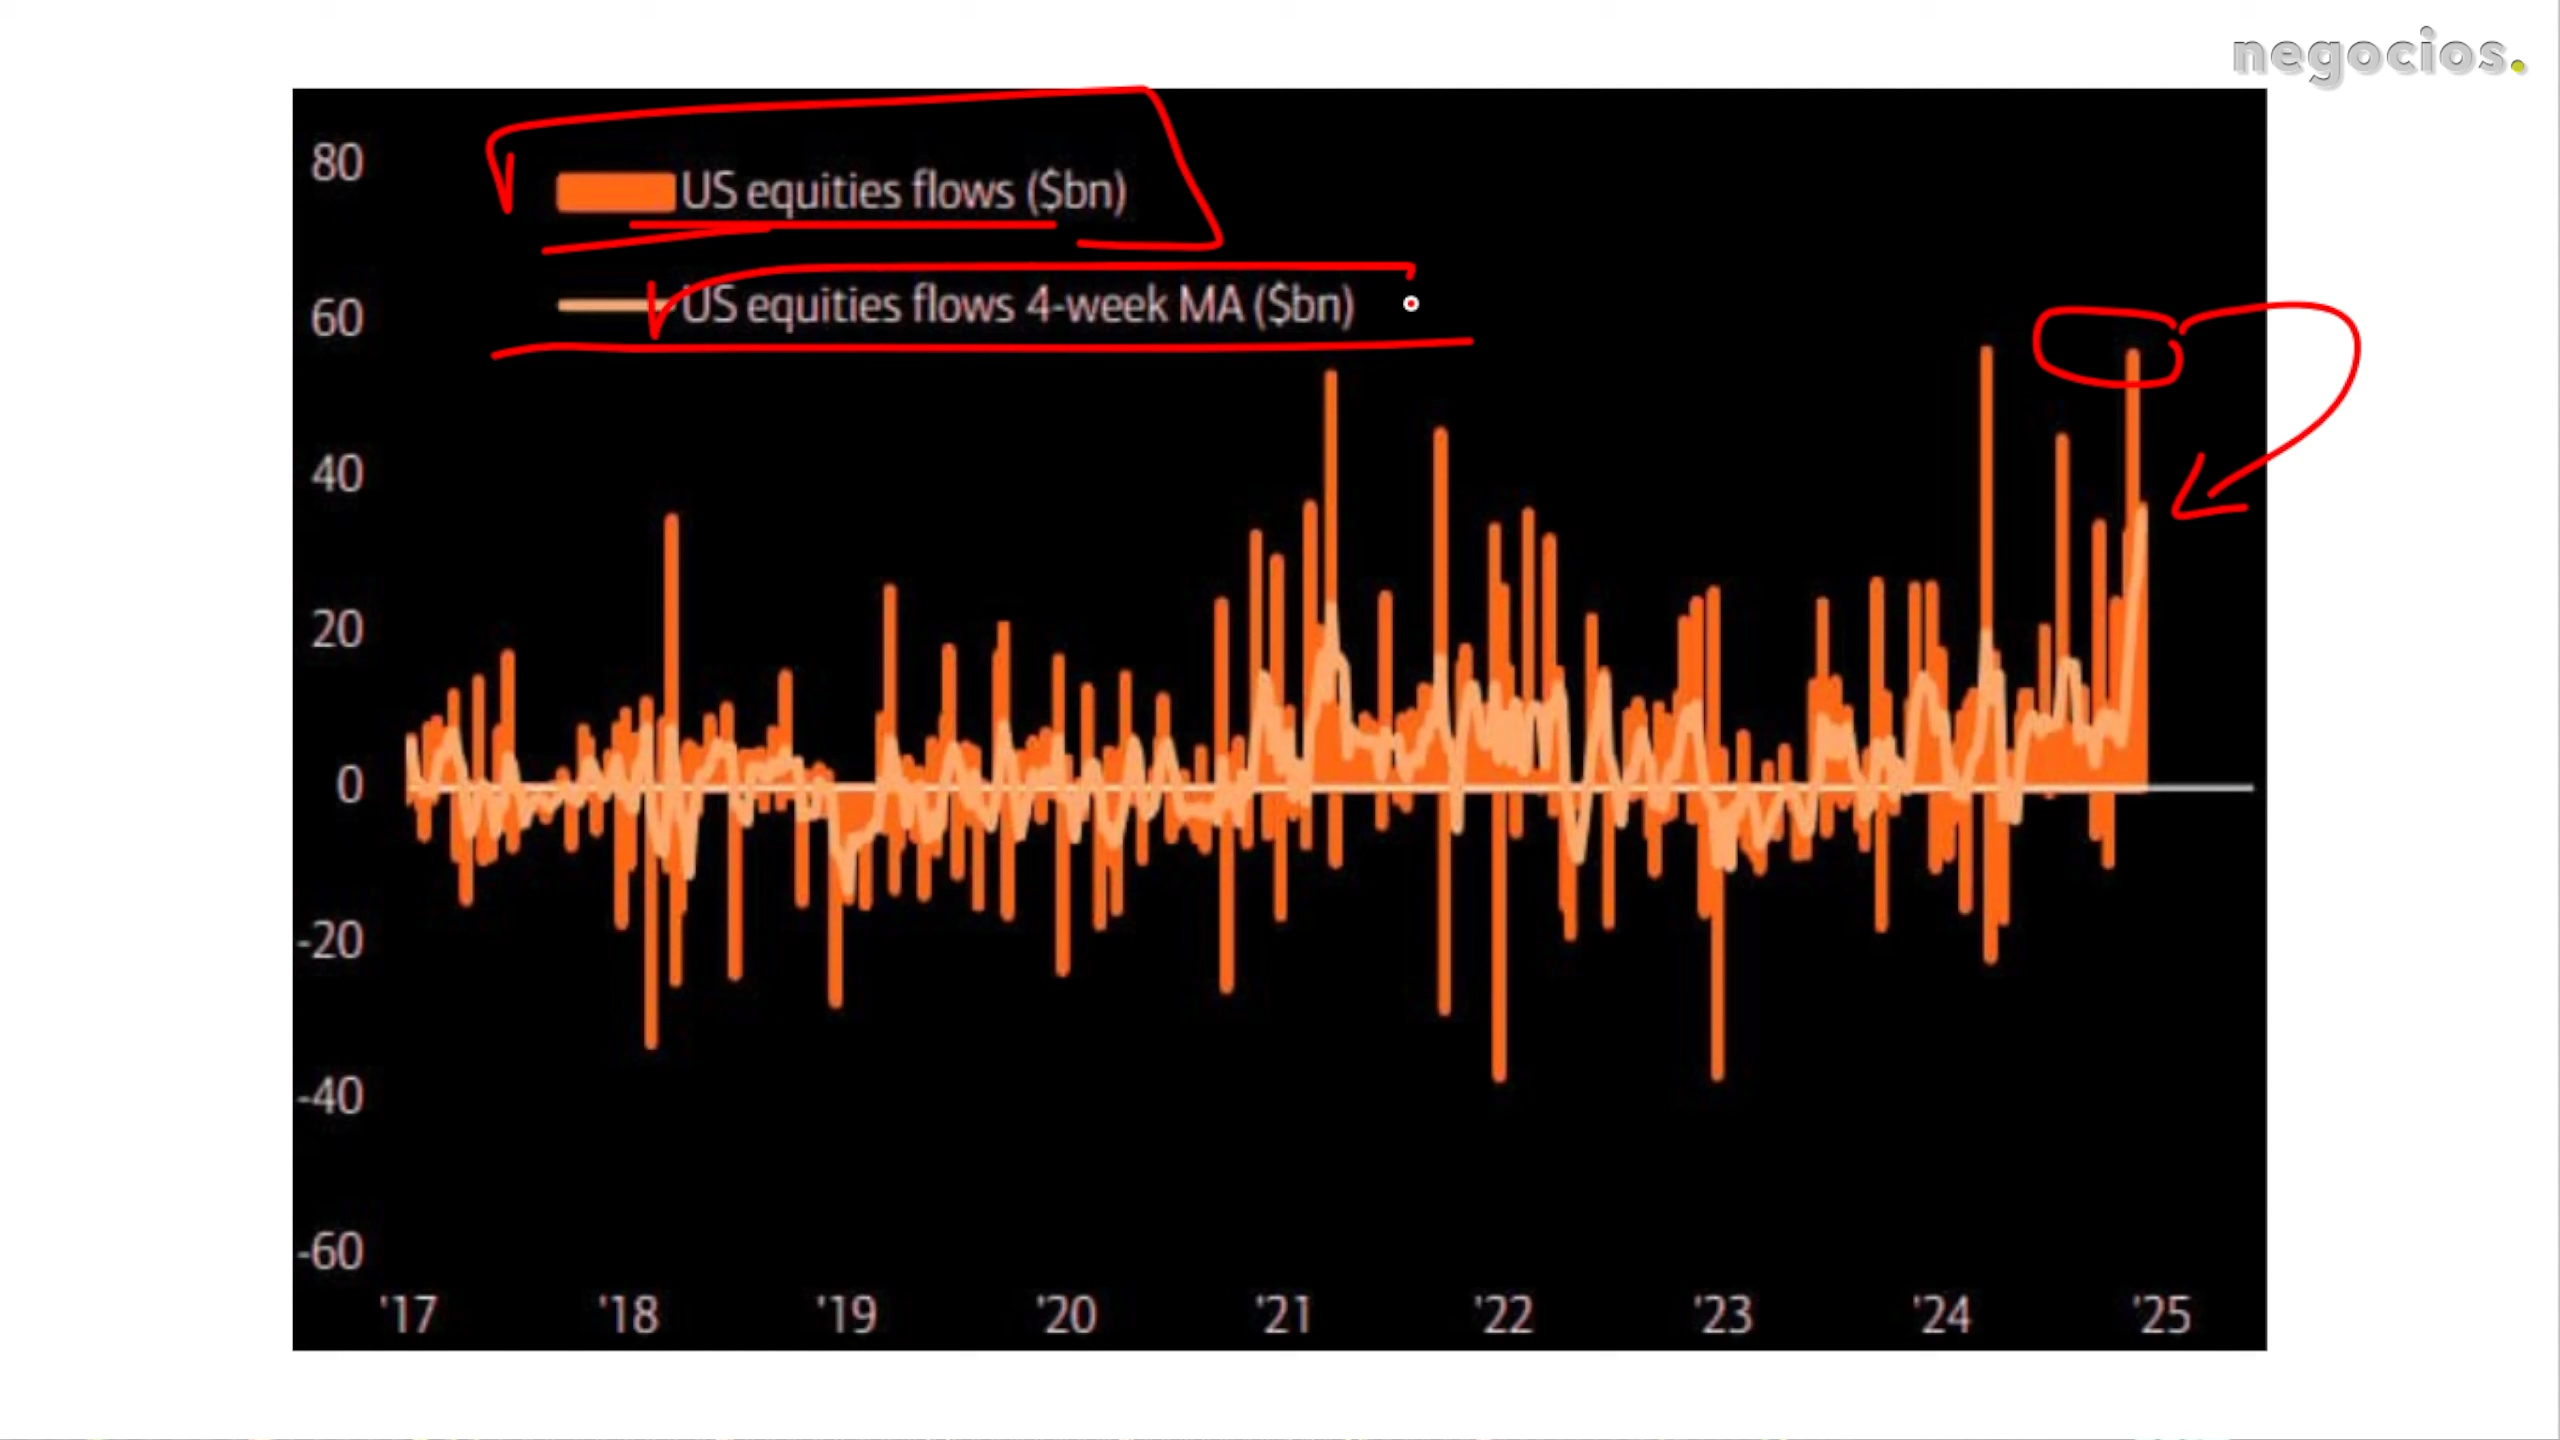 negocios.
80
US equities flows ($bn)
US equities flows 4-week MA ($bn)
60
40
20
0
-20
-40
-60
'17 '18 '19 '20 '21 '22 '23 '24 '25